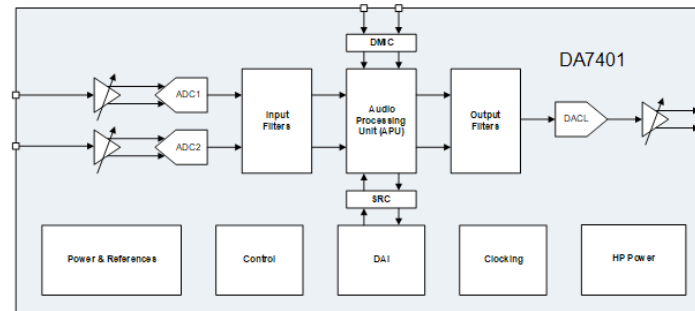 DMIC
DA7401
ADC1
ADC2
Input
Filters
Audio
Processing
Unit (APU)
Output
Filters
DACL
SRC
Power & References
Control
DAI
Clocking
HP Power